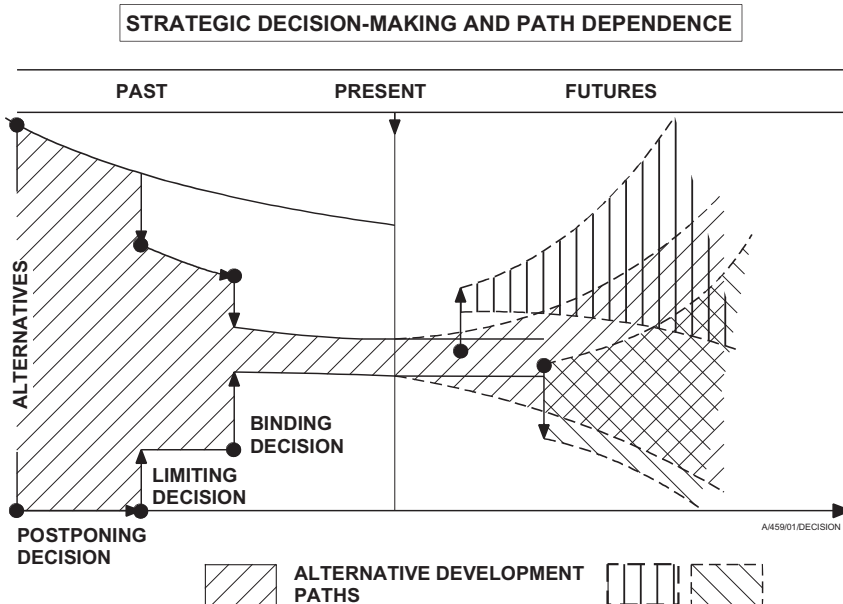 STRATEGIC DECISION-MAKING AND PATH DEPENDENCE
PAST PRESENT FUTURES
ALTERNATIVES
BINDING
DECISION
LIMITING
DECISION
POSTPONING
DECISION
A/459/01/DECISION
ALTERNATIVE DEVELOPMENT
PATHS